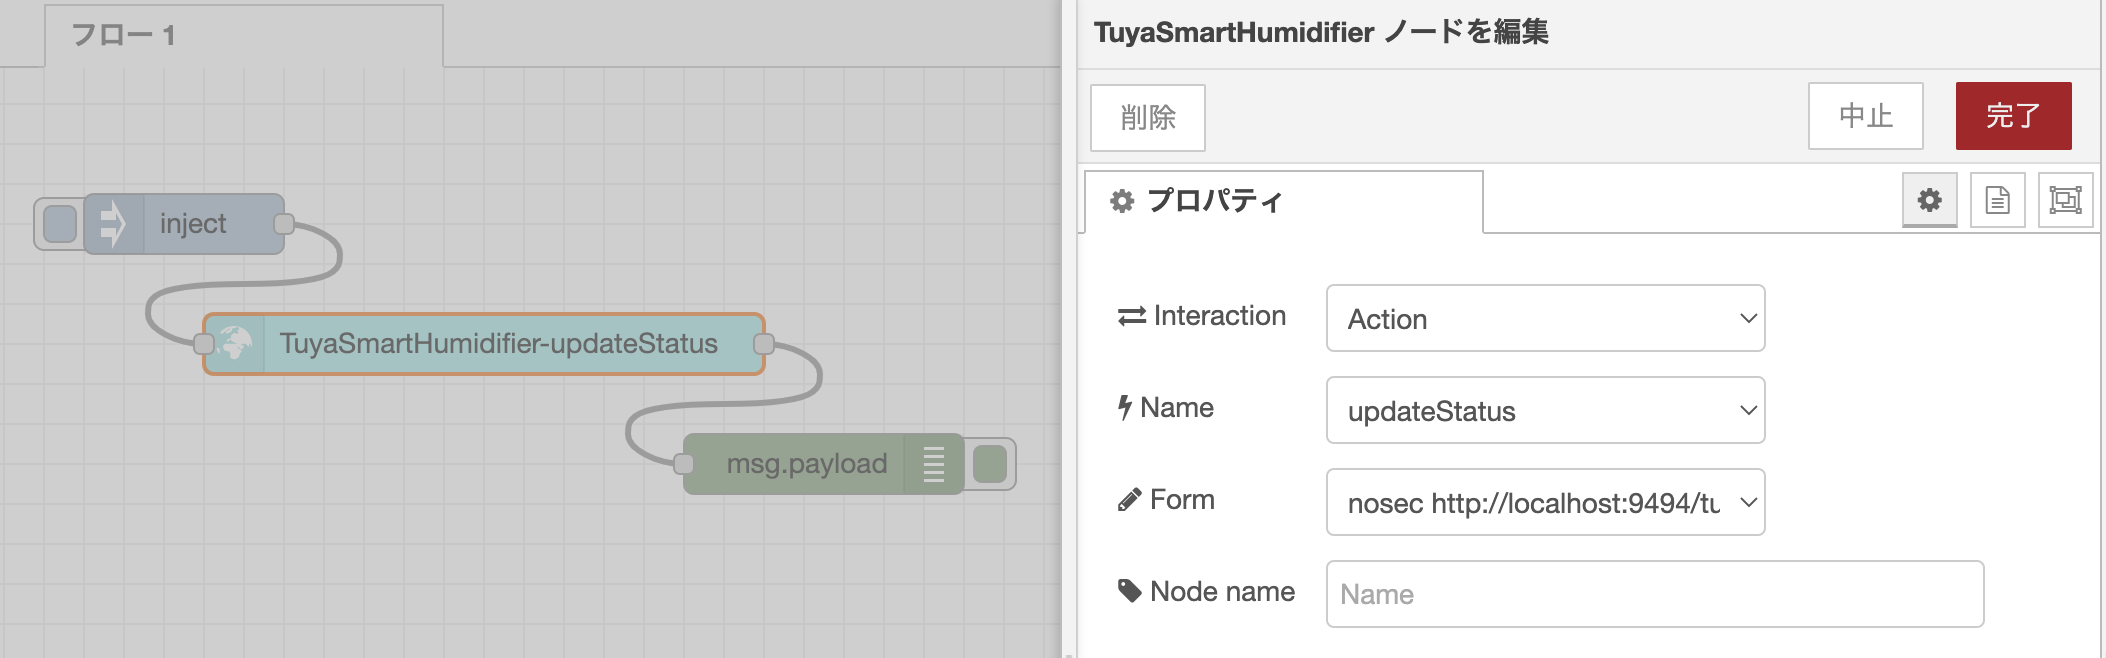 フロー 1
inject
TuyaSmartHumidifier-updateStatus
msg.payload
TuyaSmartHumidifier ノードを編集
削除
中止
完了
プロパティ
Interaction
Action
Name
updateStatus
Form
nosec http://localhost:9494/tu
Node name
Name